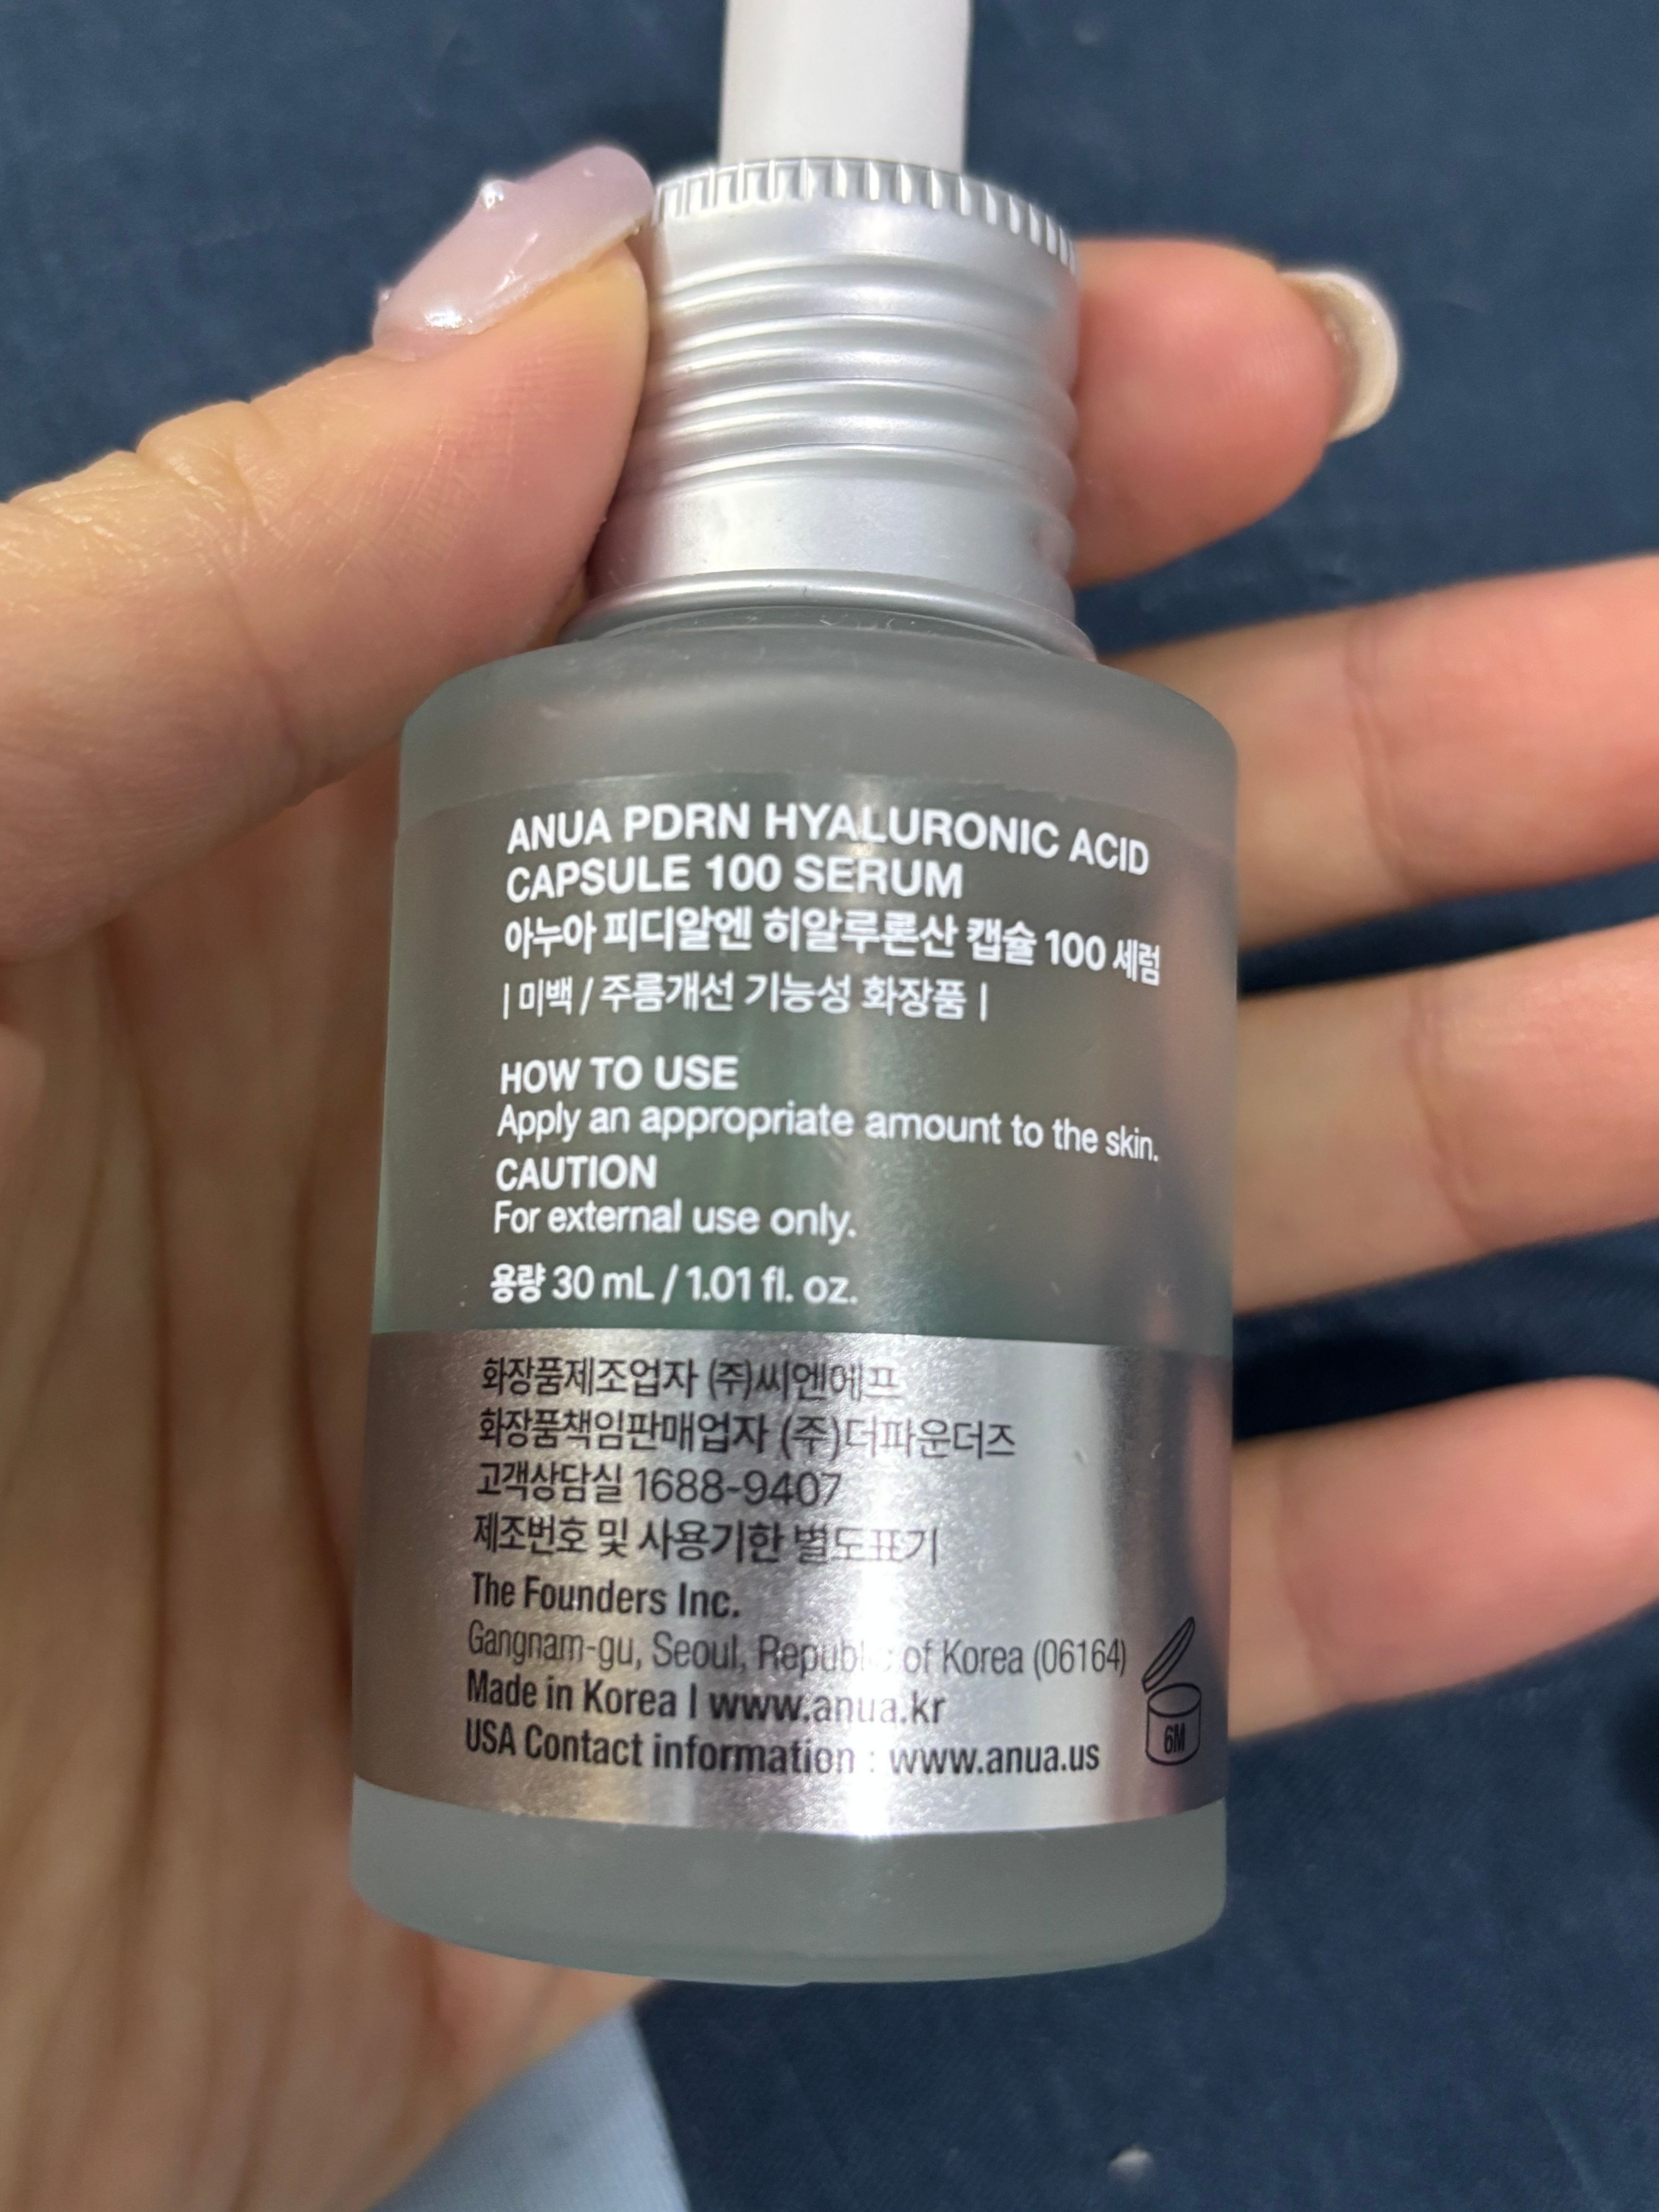 ANUA PDRN HYALURONIC ACID
CAPSULE 100 SERUM
아누아 피디알엔 히알루론산 캡슐 100 세럼
| 미백 / 주름개선 기능성 화장품 |
HOW TO USE
Apply an appropriate amount to the skin.
CAUTION
For external use only.
용량 30 mL / 1.01 fl. oz.
화장품제조업자 (주)씨엔에프
화장품책임판매업자 (주)더파운더즈
고객상담실 1688-9407
제조번호 및 사용기한 별도표기
The Founders Inc.
Gangnam-gu, Seoul, Republic of Korea (06164)
Made in Korea | www.anua.kr
USA Contact information : www.anua.us
6M